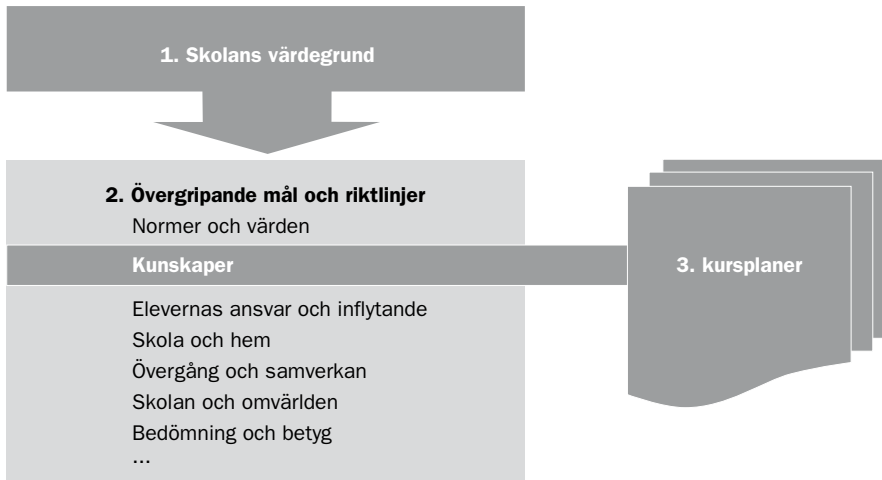 1. Skolans värdegrund
2. Övergripande mål och riktlinjer
Normer och värden
Kunskaper
Elevernas ansvar och inflytande
Skola och hem
Övergång och samverkan
Skolan och omvärlden
Bedömning och betyg
...
3. kursplaner